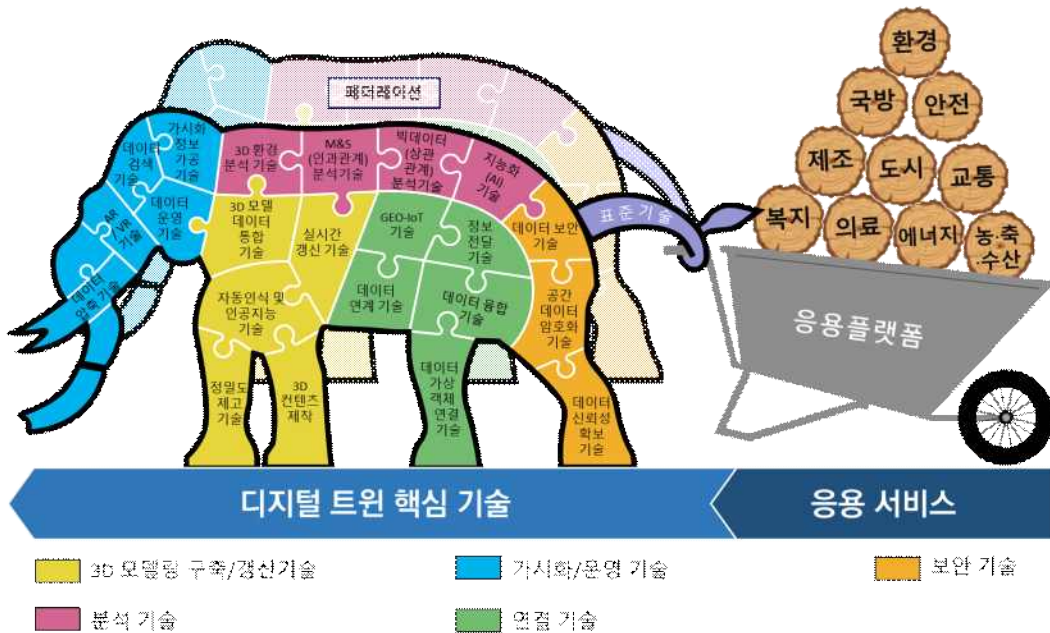 페더레이션
가시화
정보
가공
기술
데이터
검색
기술
데이터
운영
기술
AR
VR
기술
데이터
압축 기술
3D 환경
분석 기술
M&S
(인과관계)
분석기술
빅데이터
(상관
관계)
분석기술
지능화
(AI)
기술
3D 모델
데이터
통합
기술
실시간
갱신 기술
자동인식 및
인공지능
기술
정밀도
제고
기술
3D
컨텐츠
제작
GEO-IoT
기술
정보
전달
기술
데이터
연계 기술
데이터 융합
기술
데이터
가상
객체
연결
기술
데이터 보안
기술
공간
데이터
암호화
기술
데이터
신뢰성
확보
기술
표준기술
환경
국방
안전
제조
도시
교통
복지
의료
에너지
농·축
·수산
응용플랫폼
디지털 트윈 핵심 기술
응용 서비스
3D 모델링 구축/갱신기술
가시화/운영 기술
보안 기술
분석 기술
연결 기술